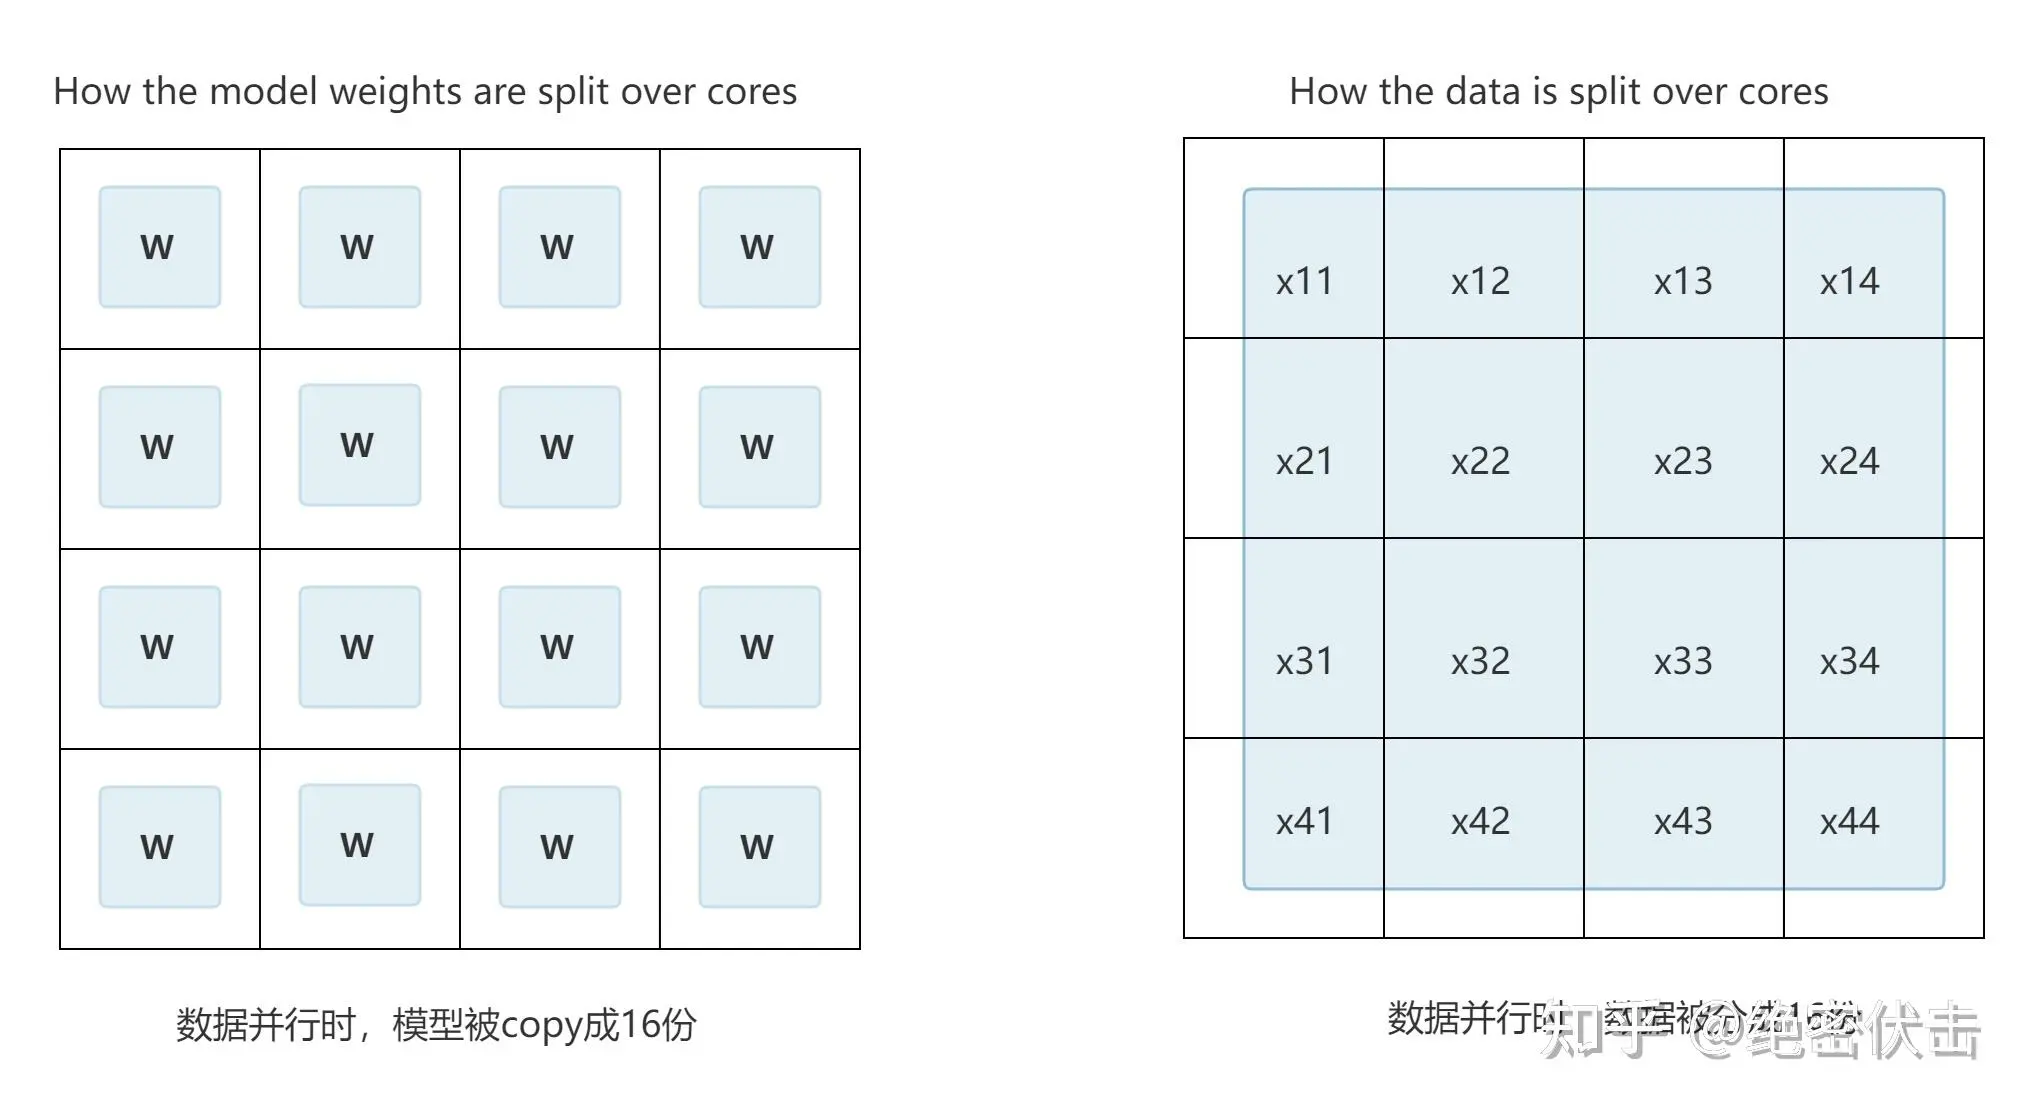 How the model weights are split over cores
W W W W
W W W W
W W W W
W W W W
数据并行时，模型被copy成16份
How the data is split over cores
x11 x12 x13 x14
x21 x22 x23 x24
x31 x32 x33 x34
x41 x42 x43 x44
数据并行时，数据被分成16份
知乎 @绝密伏击